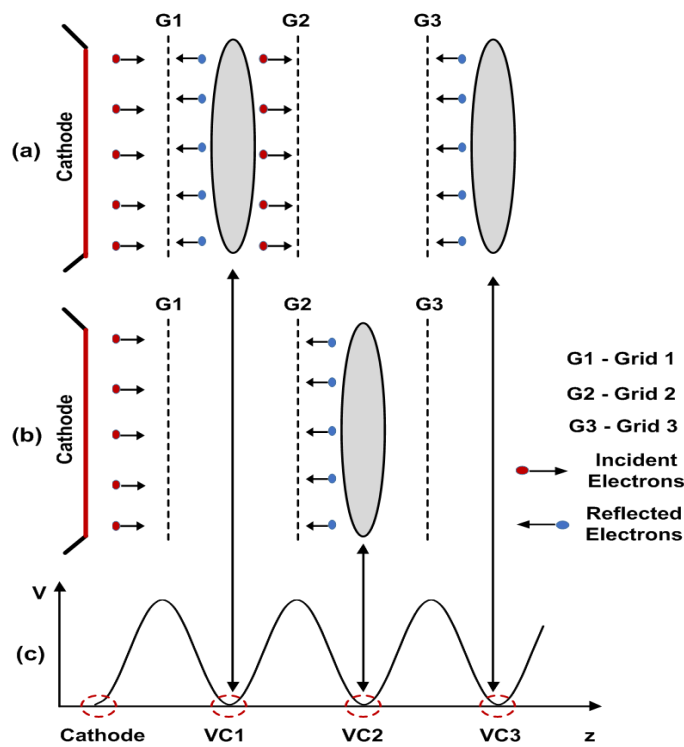 G1 G2 G3
(a)
Cathode
G1 G2 G3
(b)
Cathode
G1 - Grid 1
G2 - Grid 2
G3 - Grid 3
Incident
Electrons
Reflected
Electrons
V
(c)
Cathode VC1 VC2 VC3 z